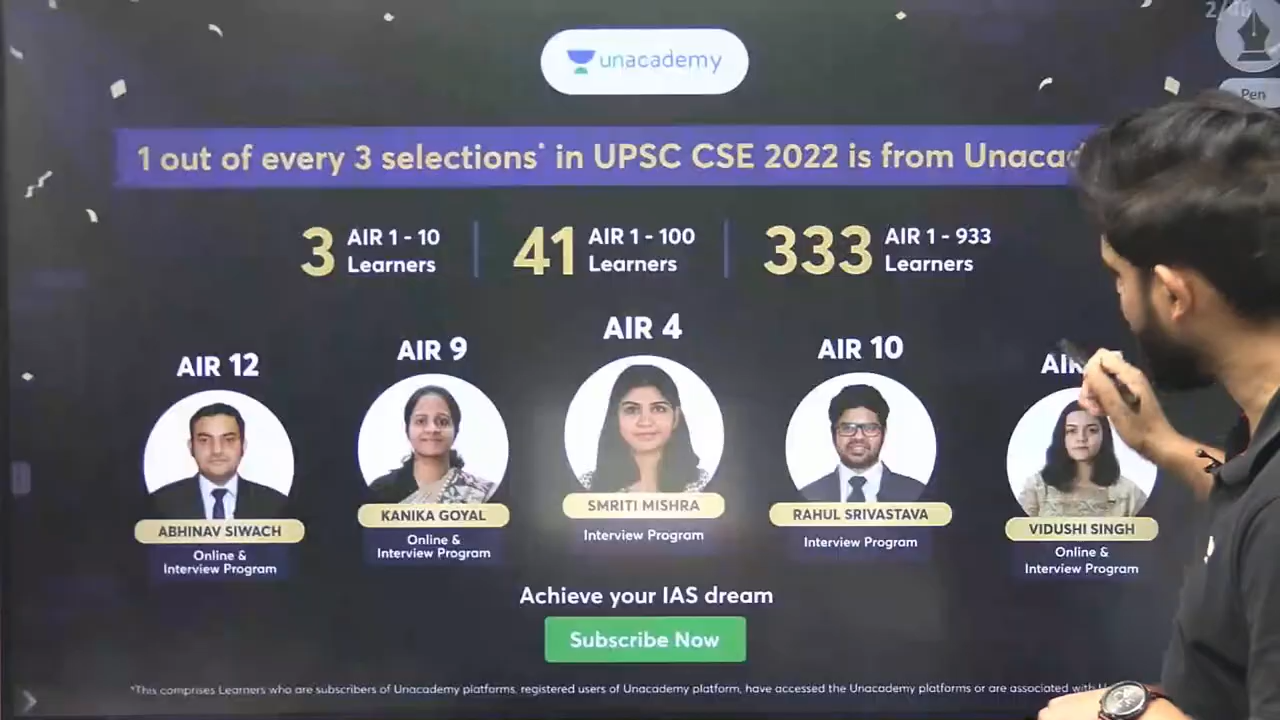 2/40
Pen
unacademy
1 out of every 3 selections* in UPSC CSE 2022 is from
3 AIR 1 - 10 Learners
41 AIR 1 - 100 Learners
333 AIR 1 - 933 Learners
AIR 12
ABHINAV SIWACH
Online &
Interview Program
AIR 9
KANIKA GOYAL
Online &
Interview Program
AIR 4
SMRITI MISHRA
Interview Program
AIR 10
RAHUL SRIVASTAVA
Interview Program
VIDUSHI SINGH
Online &
Interview Program
Achieve your IAS dream
Subscribe Now
*This comprises Learners who are subscribers of Unacademy platforms, registered users of Unacademy platform, have accessed the Unacademy platforms or are associated with